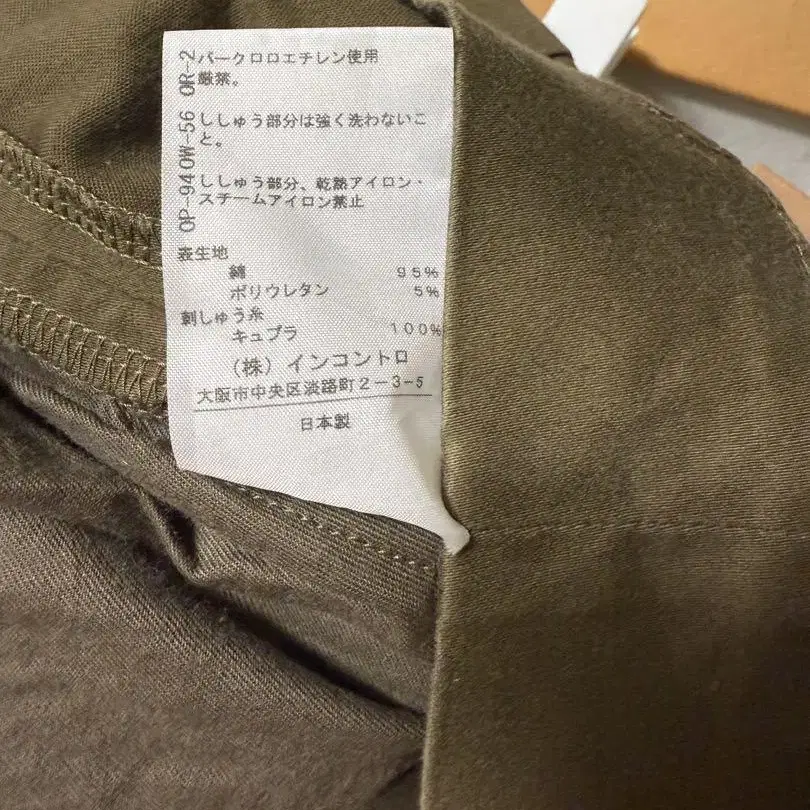 OP-940W-56 OR-2
パークロロエチレン使用
厳禁。
ししゅう部分は強く洗わないこ
と。
ししゅう部分、乾熱アイロン・
スチームアイロン禁止
表生地
綿 95%
ポリウレタン 5%
刺しゅう糸
キュプラ 100%
(株)インコントロ
大阪市中央区淡路町2-3-5
日本製